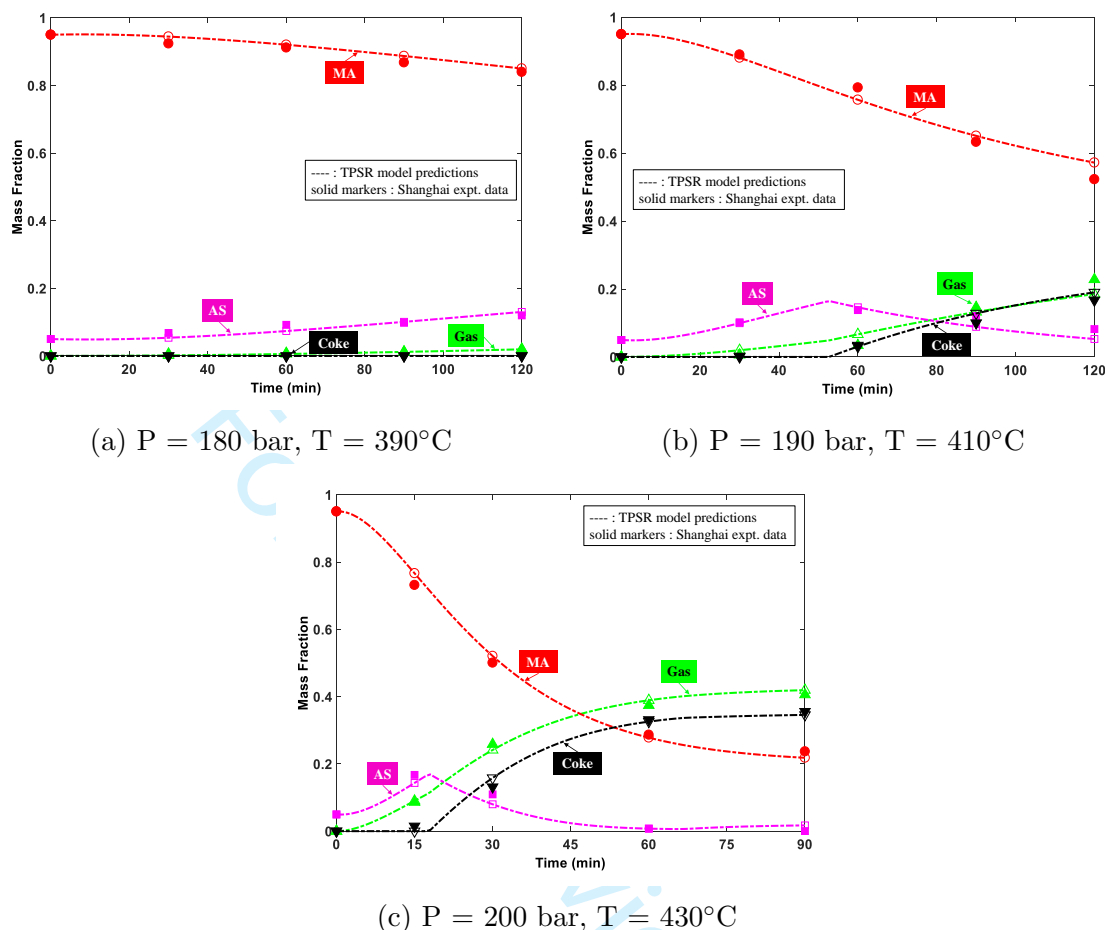 1
0.8
0.6
0.4
0.2
0
Mass Fraction
MA
---- : TPSR model predictions
solid markers : Shanghai expt. data
AS
Coke
Gas
0 20 40 60 80 100 120
Time (min)
(a) P = 180 bar, T = 390°C
1
0.8
0.6
0.4
0.2
0
Mass Fraction
MA
---- : TPSR model predictions
solid markers : Shanghai expt. data
AS
Gas
Coke
0 20 40 60 80 100 120
Time (min)
(b) P = 190 bar, T = 410°C
1
0.8
0.6
0.4
0.2
0
Mass Fraction
---- : TPSR model predictions
solid markers : Shanghai expt. data
MA
Gas
AS
Coke
0 15 30 45 60 75 90
Time (min)
(c) P = 200 bar, T = 430°C